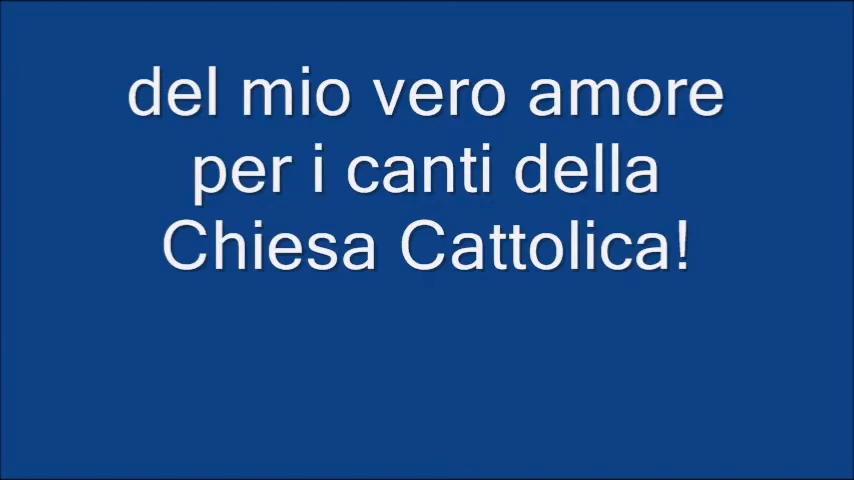 del mio vero amore
per i canti della
Chiesa Cattolica!